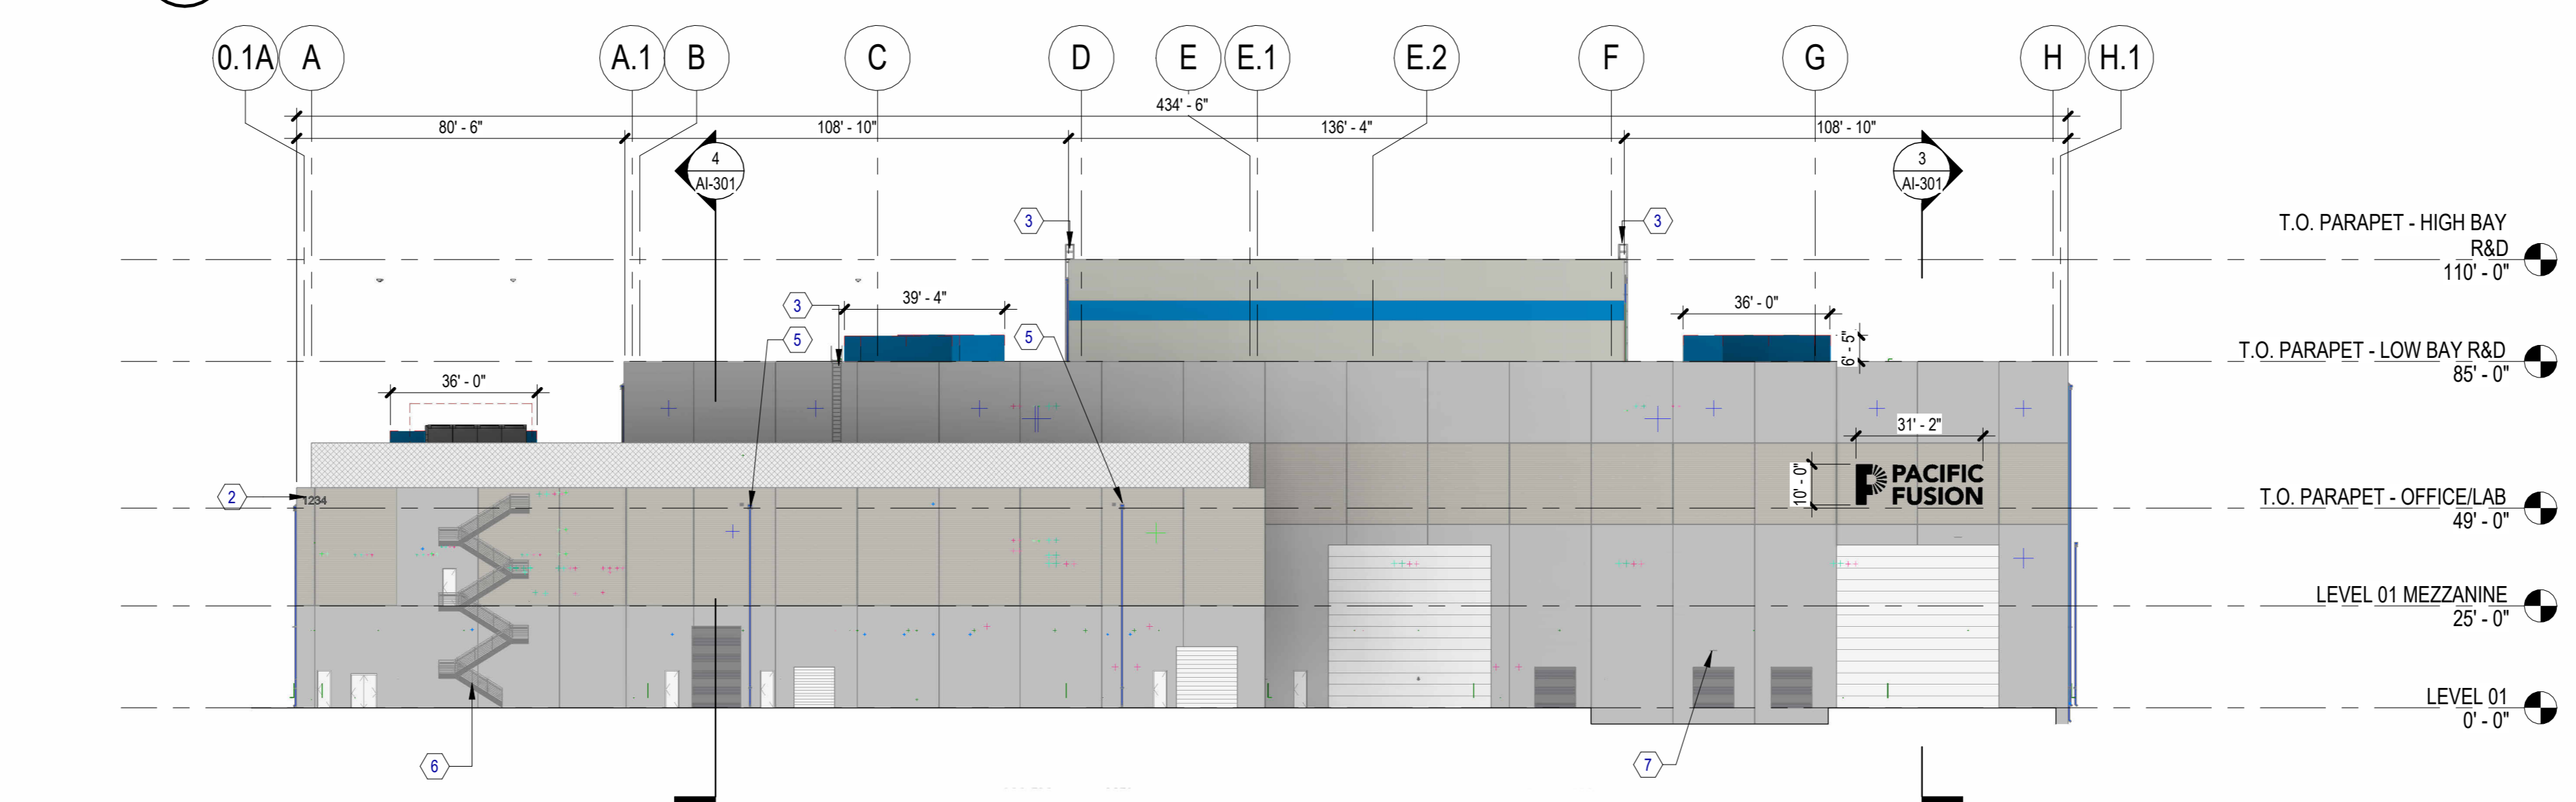 0.1A
A
A.1
B
C
D
E
E.1
E.2
F
G
H
H.1
434' - 6"
80' - 6"
108' - 10"
136' - 4"
108' - 10"
4
AI-301
3
AI-301
3
3
T.O. PARAPET - HIGH BAY
R&D
110' - 0"
3
39' - 4"
36' - 0"
5
5
6' - 5"
T.O. PARAPET - LOW BAY R&D
85' - 0"
36' - 0"
31' - 2"
10' - 0"
PACIFIC
FUSION
2
1234
T.O. PARAPET - OFFICE/LAB
49' - 0"
LEVEL 01 MEZZANINE
25' - 0"
LEVEL 01
0' - 0"
6
7